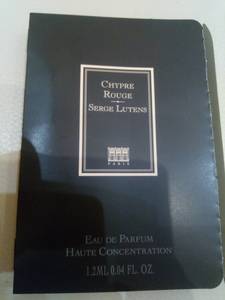 CHYPRE
ROUGE
SERGE LUTENS
PARIS
EAU DE PARFUM
HAUTE CONCENTRATION
1.2ML 0.04 FL. OZ.